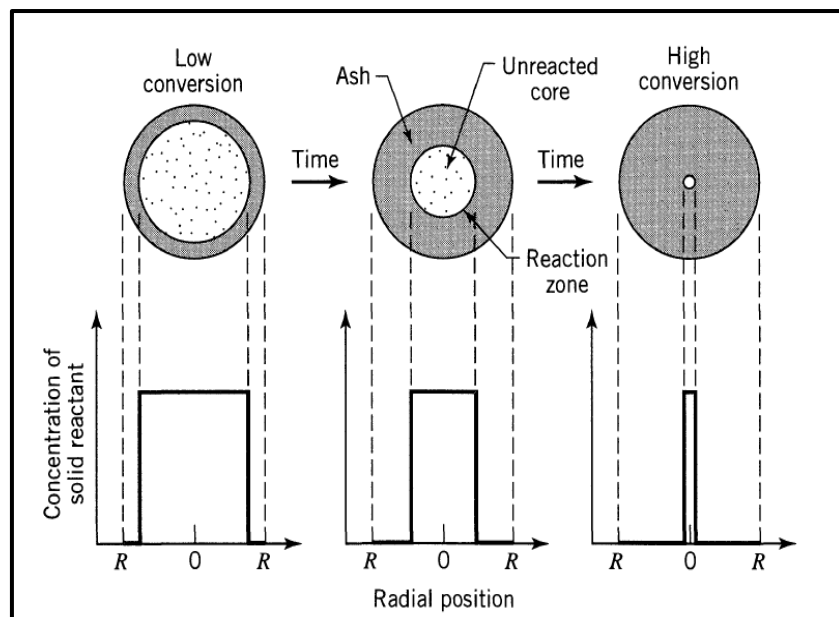 Low
conversion
Ash
Unreacted
core
High
conversion
Time
Time
Reaction
zone
Concentration of
solid reactant
R
0
R
R
0
R
R
0
R
Radial position